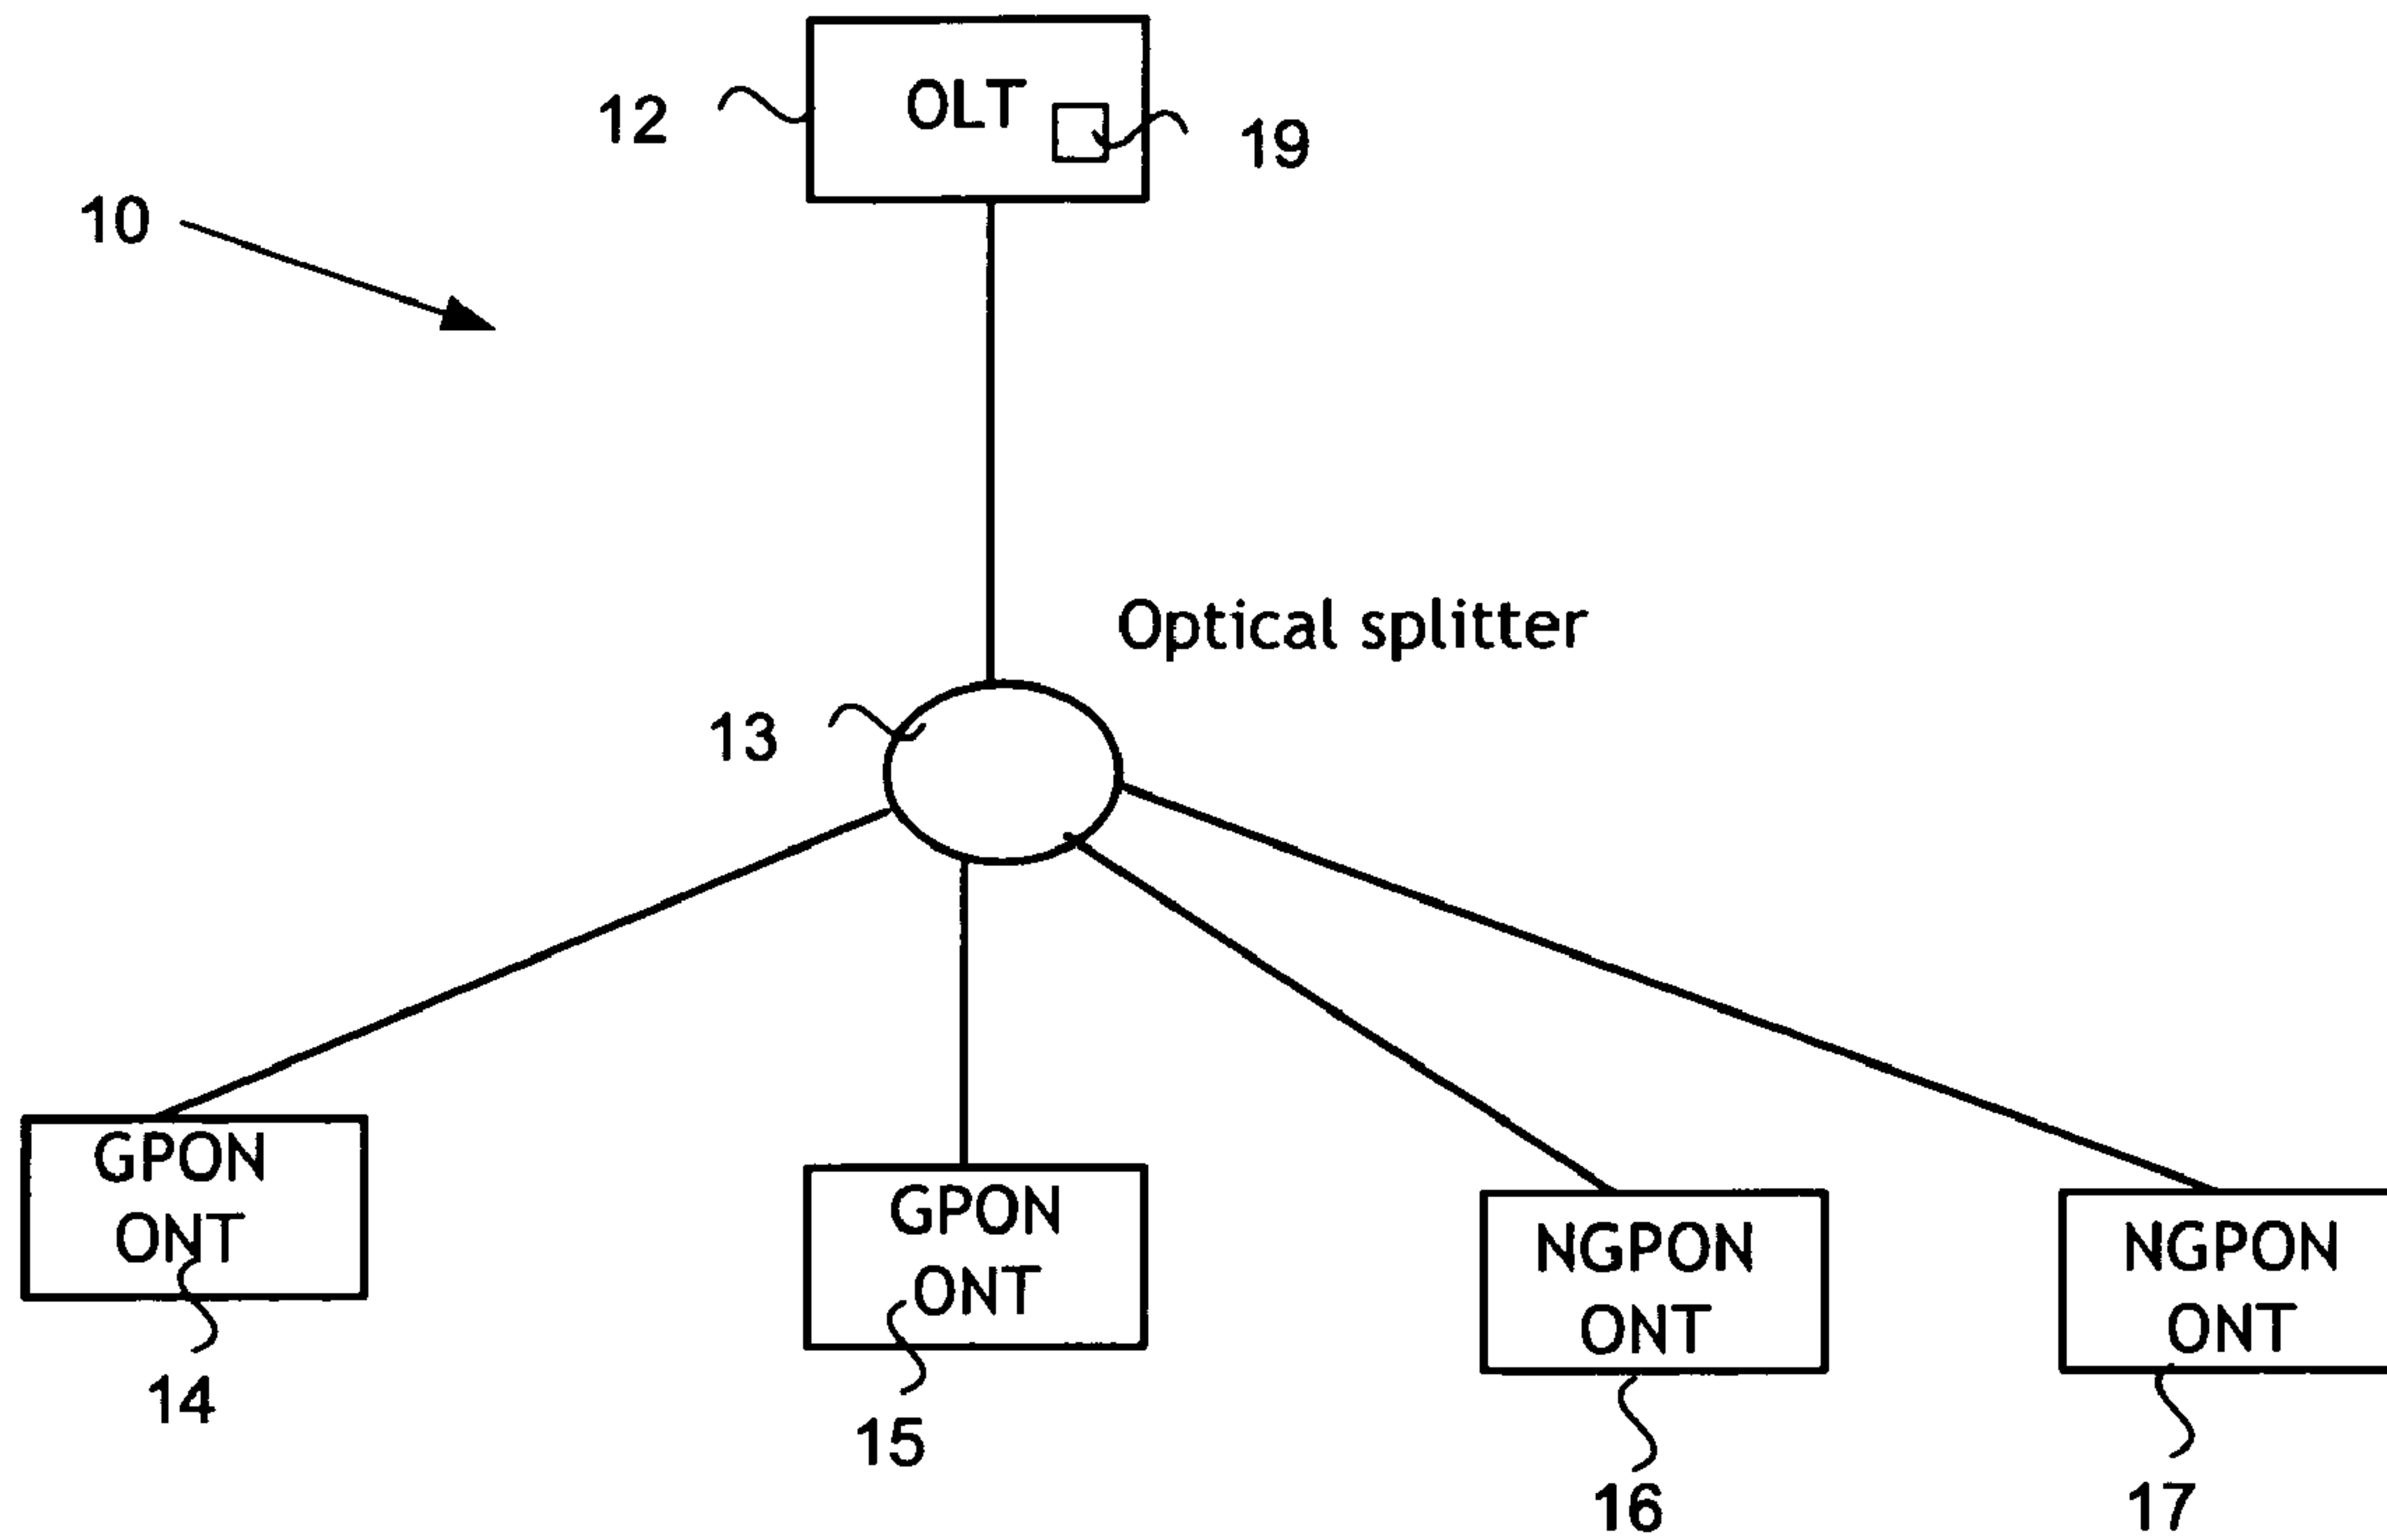 OLT
12
19
10
Optical splitter
13
GPON
ONT
GPON
ONT
NGPON
ONT
NGPON
ONT
14
15
16
17